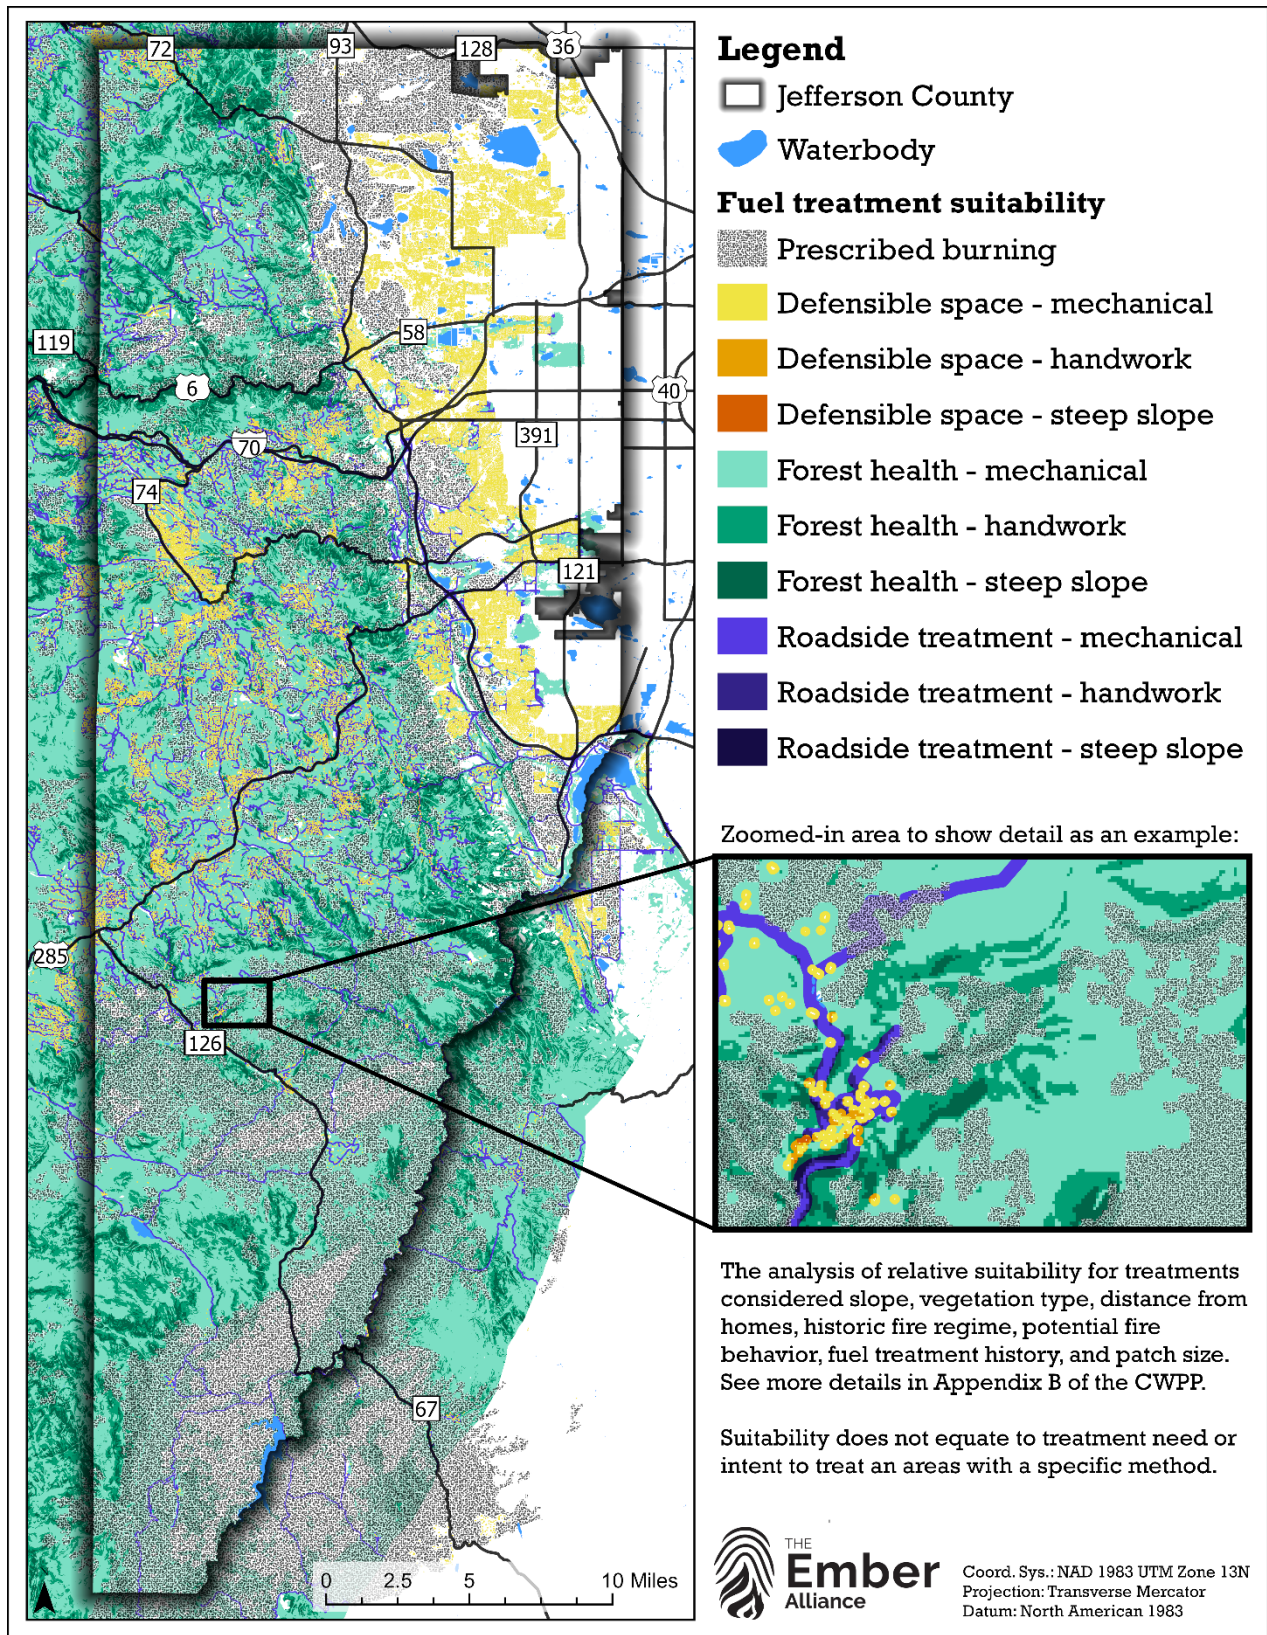 72
93
128
36
119
58
6
40
70
391
74
121
285
126
67
0 2.5 5 10 Miles
Legend
Jefferson County
Waterbody
Fuel treatment suitability
Prescribed burning
Defensible space - mechanical
Defensible space - handwork
Defensible space - steep slope
Forest health - mechanical
Forest health - handwork
Forest health - steep slope
Roadside treatment - mechanical
Roadside treatment - handwork
Roadside treatment - steep slope
Zoomed-in area to show detail as an example:
The analysis of relative suitability for treatments
considered slope, vegetation type, distance from
homes, historic fire regime, potential fire
behavior, fuel treatment history, and patch size.
See more details in Appendix B of the CWPP.
Suitability does not equate to treatment need or
intent to treat an areas with a specific method.
THE
Ember
Alliance
Coord. Sys.: NAD 1983 UTM Zone 13N
Projection: Transverse Mercator
Datum: North American 1983